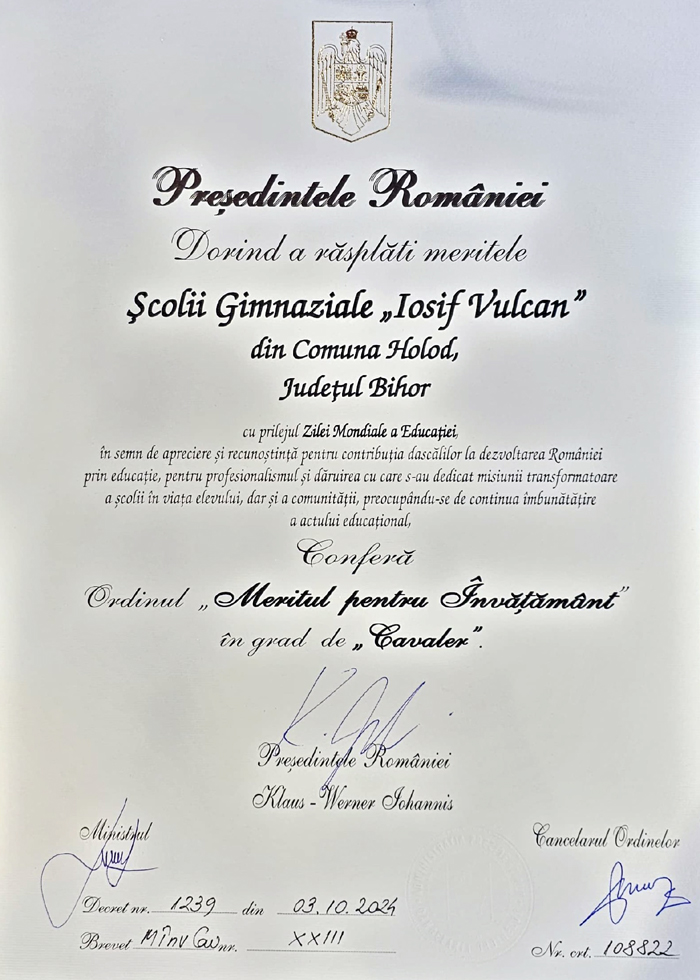 Președintele României
Dorind a răsplăti meritele
Școlii Gimnaziale „Iosif Vulcan”
din Comuna Holod,
Județul Bihor
cu prilejul Zilei Mondiale a Educației,
în semn de apreciere și recunoștință pentru contribuția dascălilor la dezvoltarea României
prin educație, pentru profesionalismul și dăruirea cu care s-au dedicat misiunii transformatoare
a școlii în viața elevului, dar și a comunității, preocupându-se de continua îmbunătățire
a actului educațional,
Conferă
Ordinul „Meritul pentru Învățământ”
în grad de „Cavaler”.
Președintele României
Klaus - Werner Iohannis
Ministrul
Cancelarul Ordinelor
Decret nr. 1239 din 03.10.2024
Brevet MÎnv Cav nr. XXIII
Nr. crt. 108822